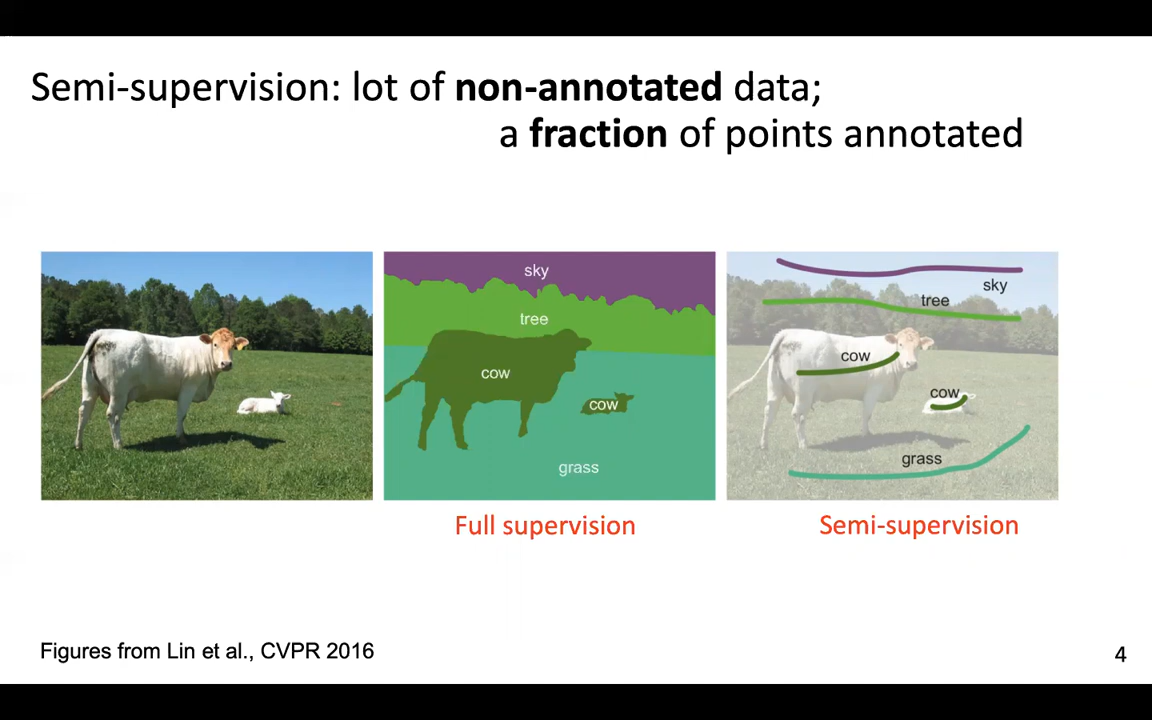 Semi-supervision: lot of non-annotated data;
a fraction of points annotated
sky
tree
cow
cow
grass
sky
tree
cow
cow
grass
Full supervision
Semi-supervision
Figures from Lin et al., CVPR 2016
4